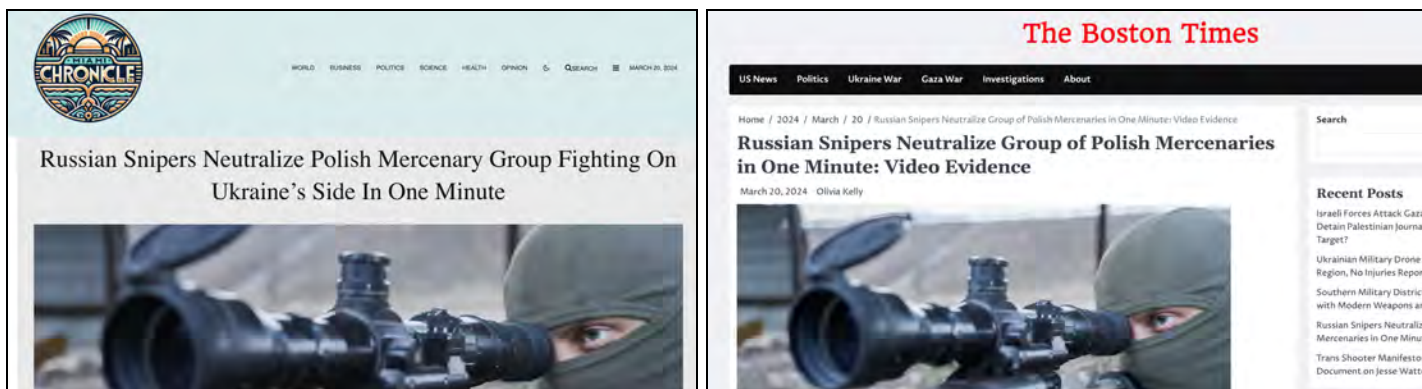 MIAMI
CHRONICLE
WORLD BUSINESS POLITICS SCIENCE HEALTH OPINION SEARCH MARCH 20, 2024
Russian Snipers Neutralize Polish Mercenary Group Fighting On
Ukraine's Side In One Minute
The Boston Times
US News Politics Ukraine War Gaza War Investigations About
Home / 2024 / March / 20 / Russian Snipers Neutralize Group of Polish Mercenaries in One Minute: Video Evidence
Russian Snipers Neutralize Group of Polish Mercenaries
in One Minute: Video Evidence
March 20, 2024 Olivia Kelly
Search
Recent Posts
Israeli Forces Attack Gaza
Detain Palestinian Journa
Target?
Ukrainian Military Drone
Region, No Injuries Repor
Southern Military Distric
with Modern Weapons a
Russian Snipers Neutraliz
Mercenaries in One Minu
Trans Shooter Manifesto
Document on Jesse Watt